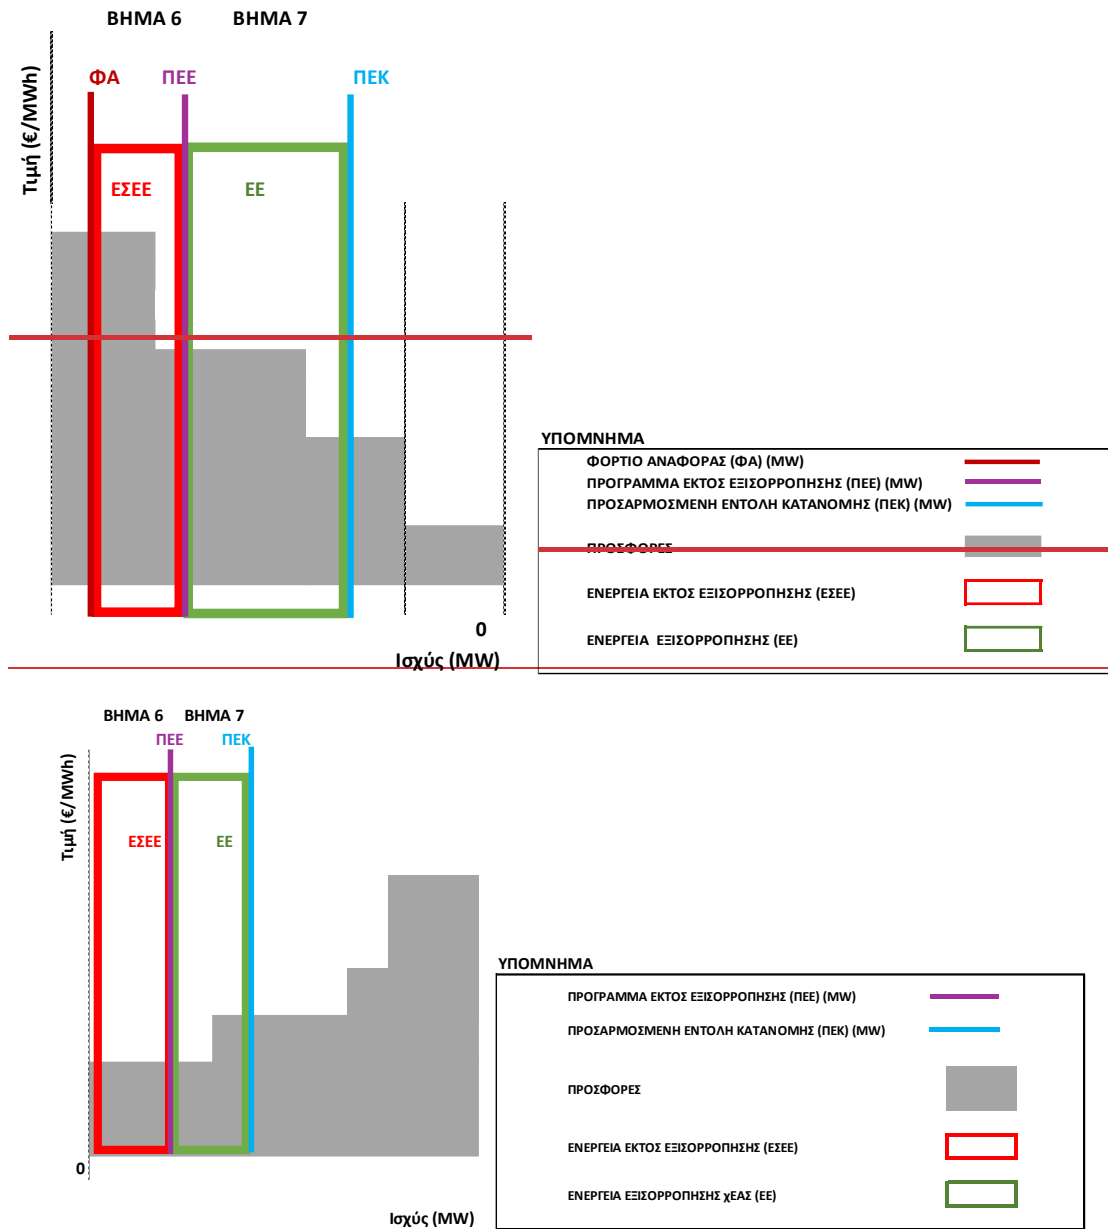 ΒΗΜΑ 6 ΒΗΜΑ 7
ΦΑ ΠΕΕ ΠΕΚ
Τιμή (€/MWh)
ΕΣΕΕ ΕΕ
0
Ισχύς (MW)
ΥΠΟΜΝΗΜΑ
ΦΟΡΤΙΟ ΑΝΑΦΟΡΑΣ (ΦΑ) (MW)
ΠΡΟΓΡΑΜΜΑ ΕΚΤΟΣ ΕΞΙΣΟΡΡΟΠΗΣΗΣ (ΠΕΕ) (MW)
ΠΡΟΣΑΡΜΟΣΜΕΝΗ ΕΝΤΟΛΗ ΚΑΤΑΝΟΜΗΣ (ΠΕΚ) (MW)
ΠΡΟΣΦΟΡΕΣ
ΕΝΕΡΓΕΙΑ ΕΚΤΟΣ ΕΞΙΣΟΡΡΟΠΗΣΗΣ (ΕΣΕΕ)
ΕΝΕΡΓΕΙΑ ΕΞΙΣΟΡΡΟΠΗΣΗΣ (ΕΕ)
ΒΗΜΑ 6 ΒΗΜΑ 7
ΠΕΕ ΠΕΚ
Τιμή (€/MWh)
ΕΣΕΕ ΕΕ
0
Ισχύς (MW)
ΥΠΟΜΝΗΜΑ
ΠΡΟΓΡΑΜΜΑ ΕΚΤΟΣ ΕΞΙΣΟΡΡΟΠΗΣΗΣ (ΠΕΕ) (MW)
ΠΡΟΣΑΡΜΟΣΜΕΝΗ ΕΝΤΟΛΗ ΚΑΤΑΝΟΜΗΣ (ΠΕΚ) (MW)
ΠΡΟΣΦΟΡΕΣ
ΕΝΕΡΓΕΙΑ ΕΚΤΟΣ ΕΞΙΣΟΡΡΟΠΗΣΗΣ (ΕΣΕΕ)
ΕΝΕΡΓΕΙΑ ΕΞΙΣΟΡΡΟΠΗΣΗΣ χΕΑΣ (ΕΕ)